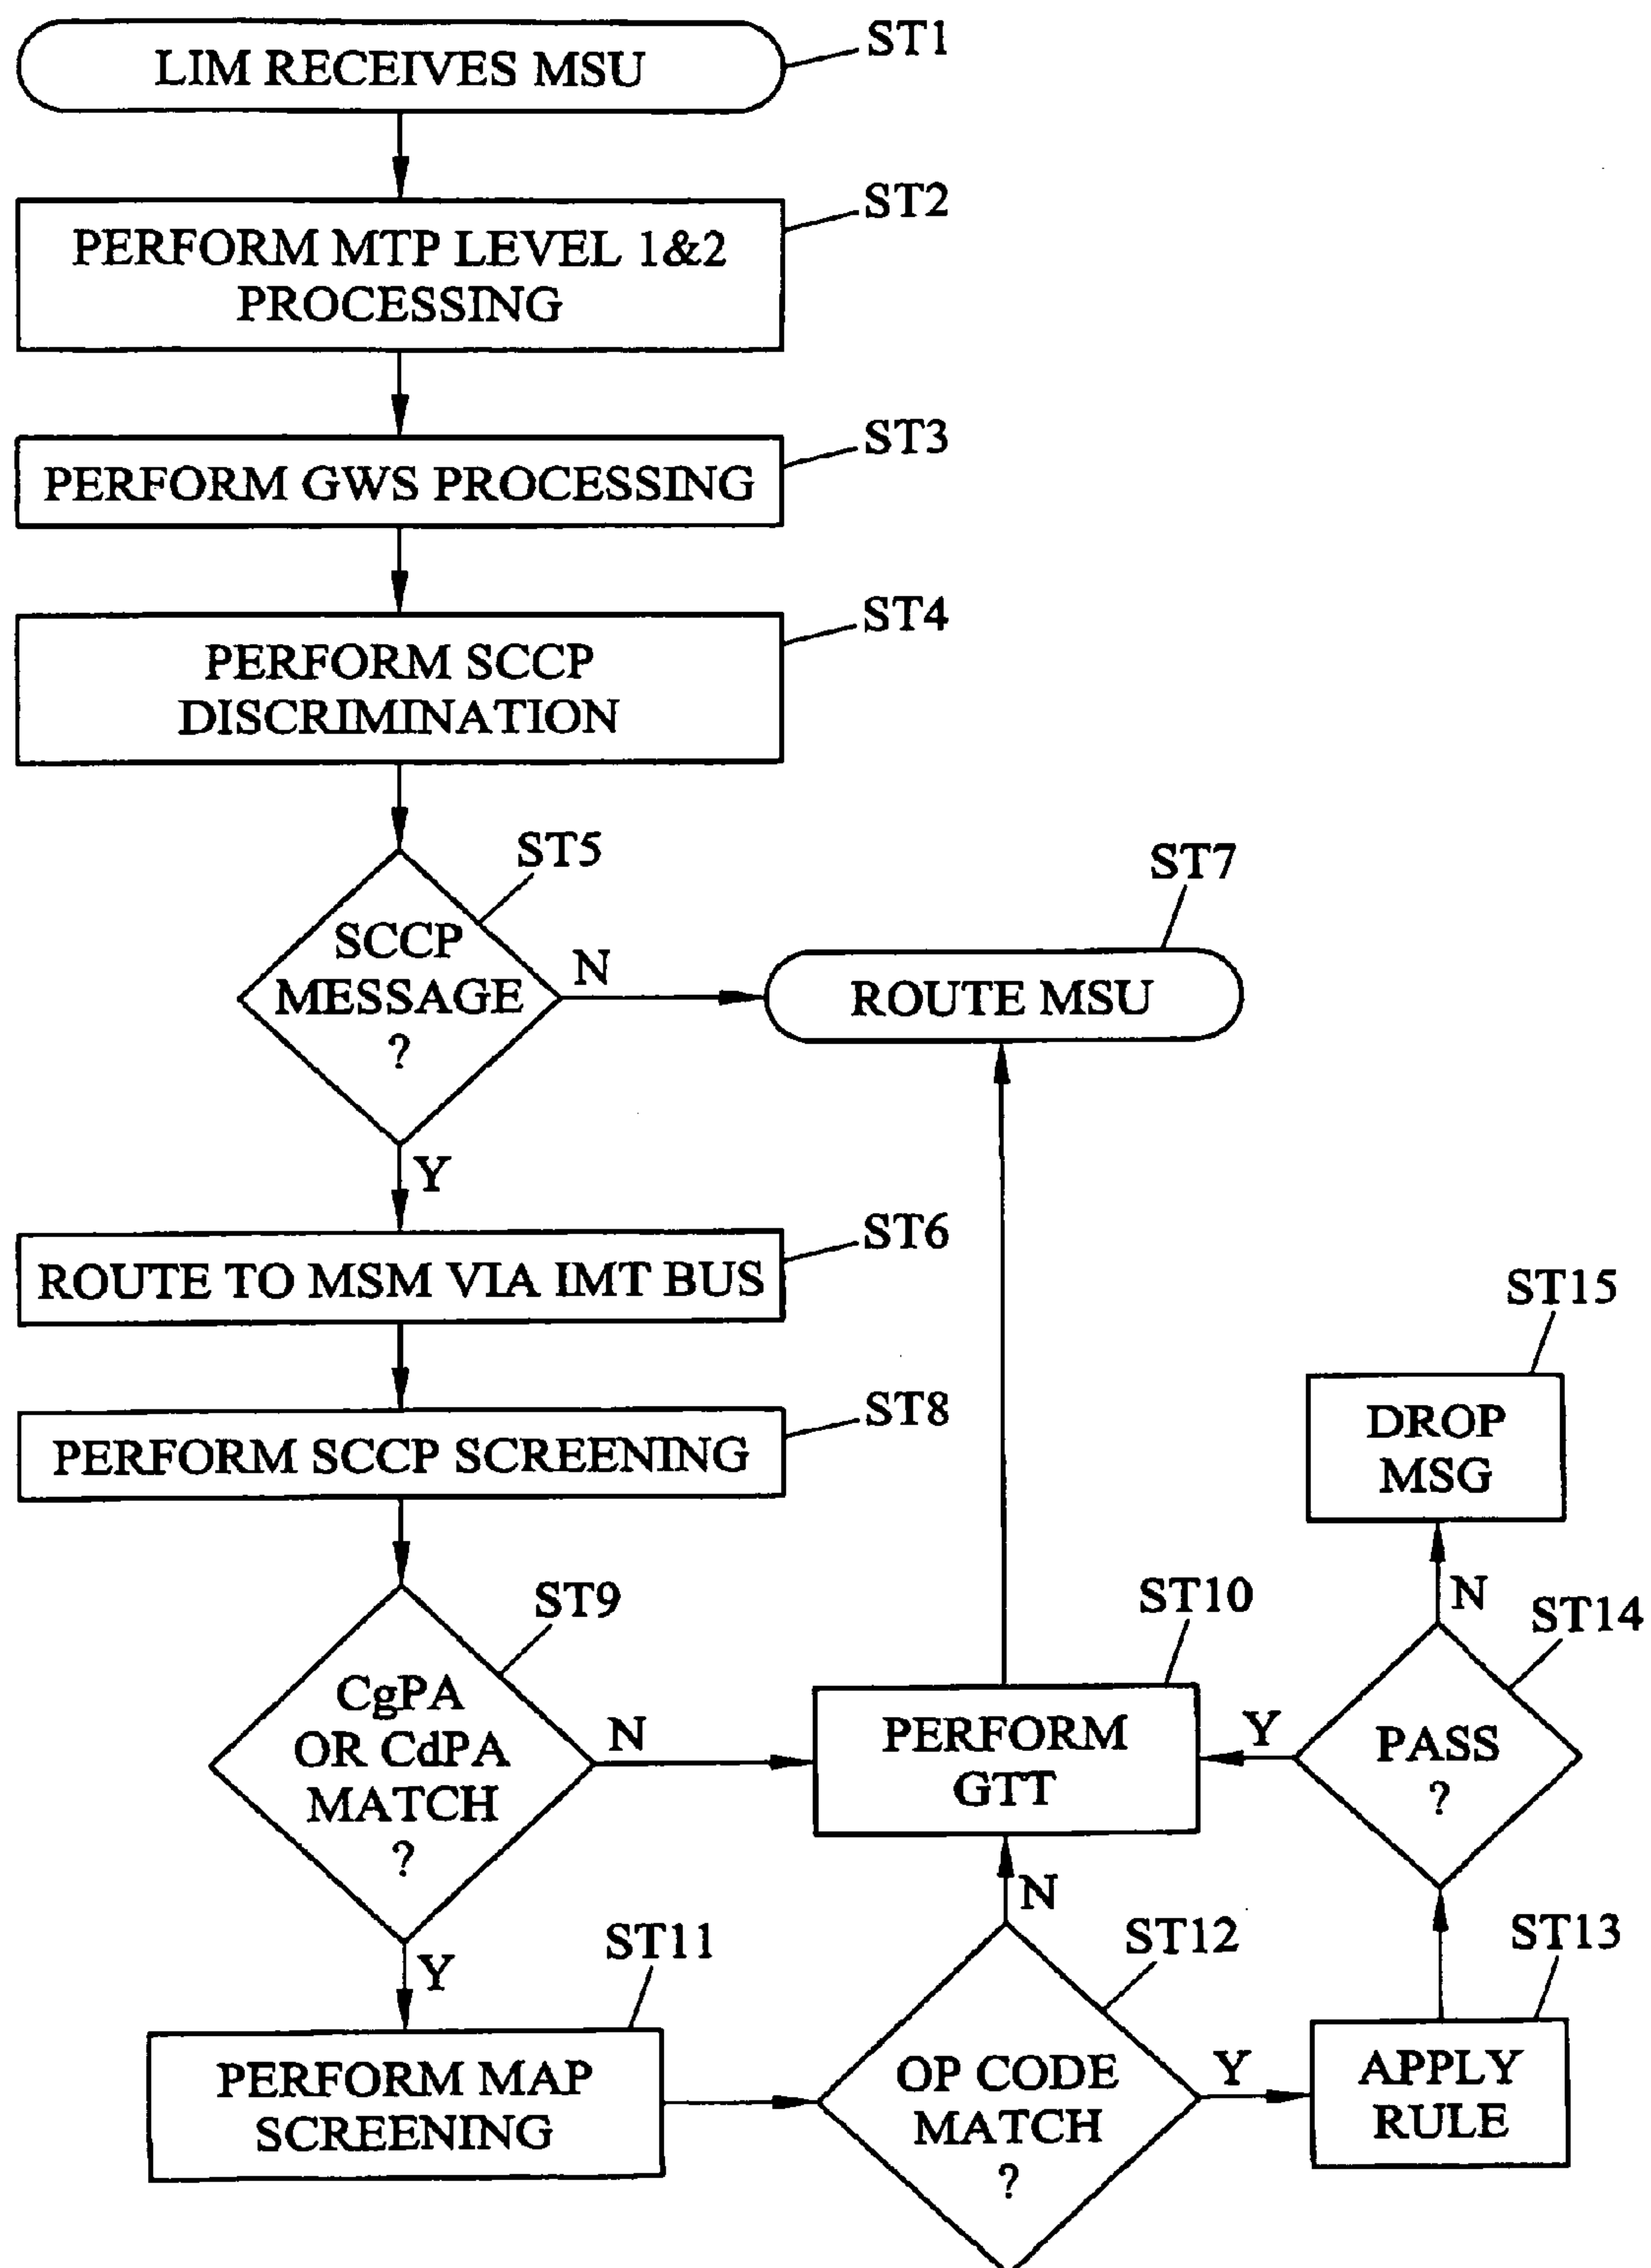 LIM RECEIVES MSU
ST1
PERFORM MTP LEVEL 1&2
PROCESSING
ST2
PERFORM GWS PROCESSING
ST3
PERFORM SCCP
DISCRIMINATION
ST4
SCCP
MESSAGE
?
ST5
N
Y
ROUTE MSU
ST7
ROUTE TO MSM VIA IMT BUS
ST6
PERFORM SCCP SCREENING
ST8
CgPA
OR CdPA
MATCH
?
ST9
N
Y
PERFORM
GTT
ST10
PERFORM MAP
SCREENING
ST11
OP CODE
MATCH
?
ST12
N
Y
APPLY
RULE
ST13
PASS
?
ST14
Y
N
DROP
MSG
ST15